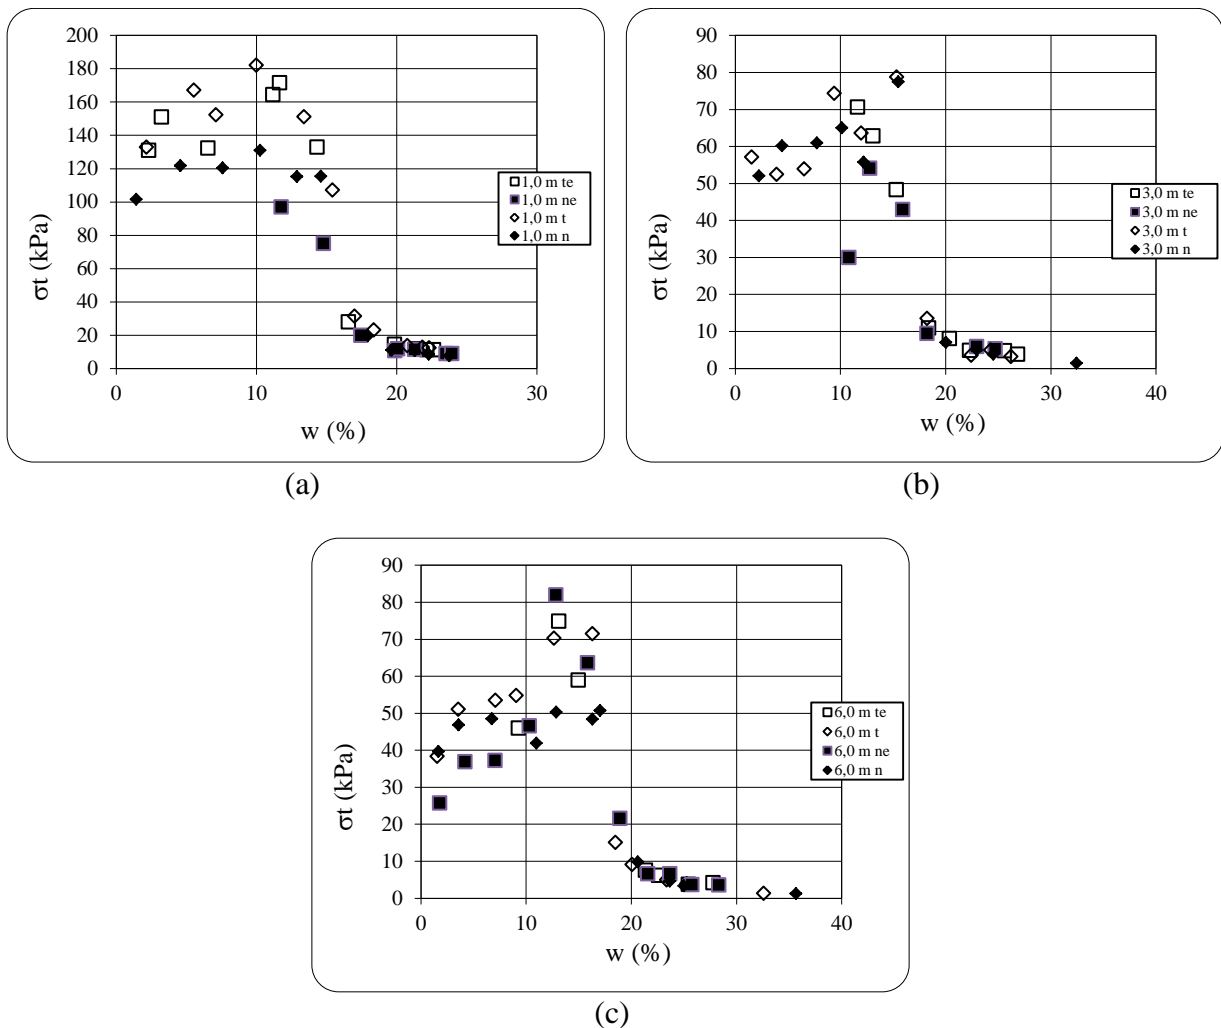 200
180
160
140
120
100
80
60
40
20
0
0 10 20 30
σt (kPa)
w (%)
1,0 m te
1,0 m ne
1,0 m t
1,0 m n
(a)
90
80
70
60
50
40
30
20
10
0
0 10 20 30 40
σt (kPa)
w (%)
3,0 m te
3,0 m ne
3,0 m t
3,0 m n
(b)
90
80
70
60
50
40
30
20
10
0
0 10 20 30 40
σt (kPa)
w (%)
6,0 m te
6,0 m t
6,0 m ne
6,0 m n
(c)